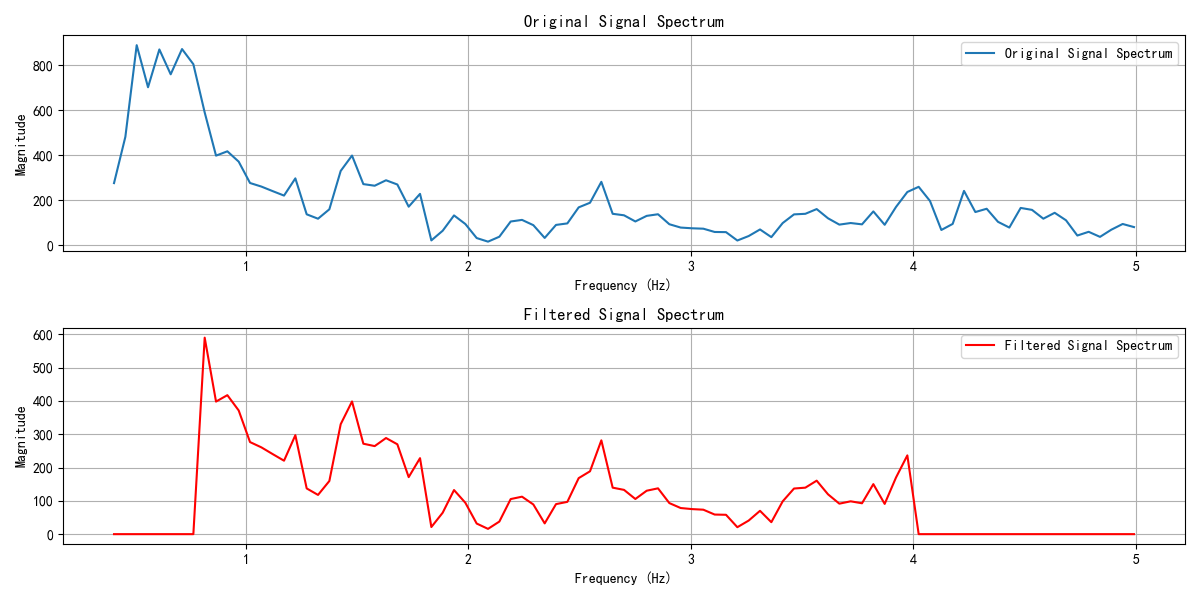 Original Signal Spectrum
Original Signal Spectrum
Magnitude
800
600
400
200
0
1 2 3 4 5
Frequency (Hz)
Filtered Signal Spectrum
Filtered Signal Spectrum
Magnitude
600
500
400
300
200
100
0
1 2 3 4 5
Frequency (Hz)